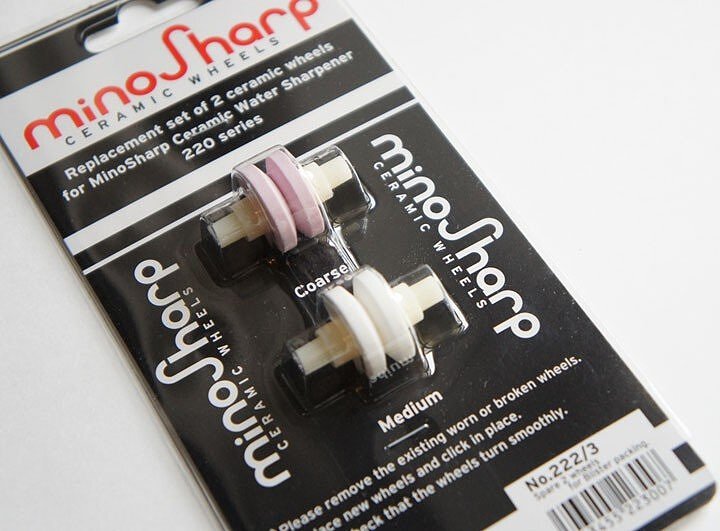 minoSharp
CERAMIC WHEELS
Replacement set of 2 ceramic wheels
for MinoSharp Ceramic Water Sharpener
220 series
minoSharp
CERAMIC WHEELS
Coarse
minoSharp
CERAMIC WHEELS
Medium
Please remove the existing worn or broken wheels.
new wheels and click in place.
that the wheels turn smoothly.
No.222/3
Spare 2 wheels
for Blister packing.